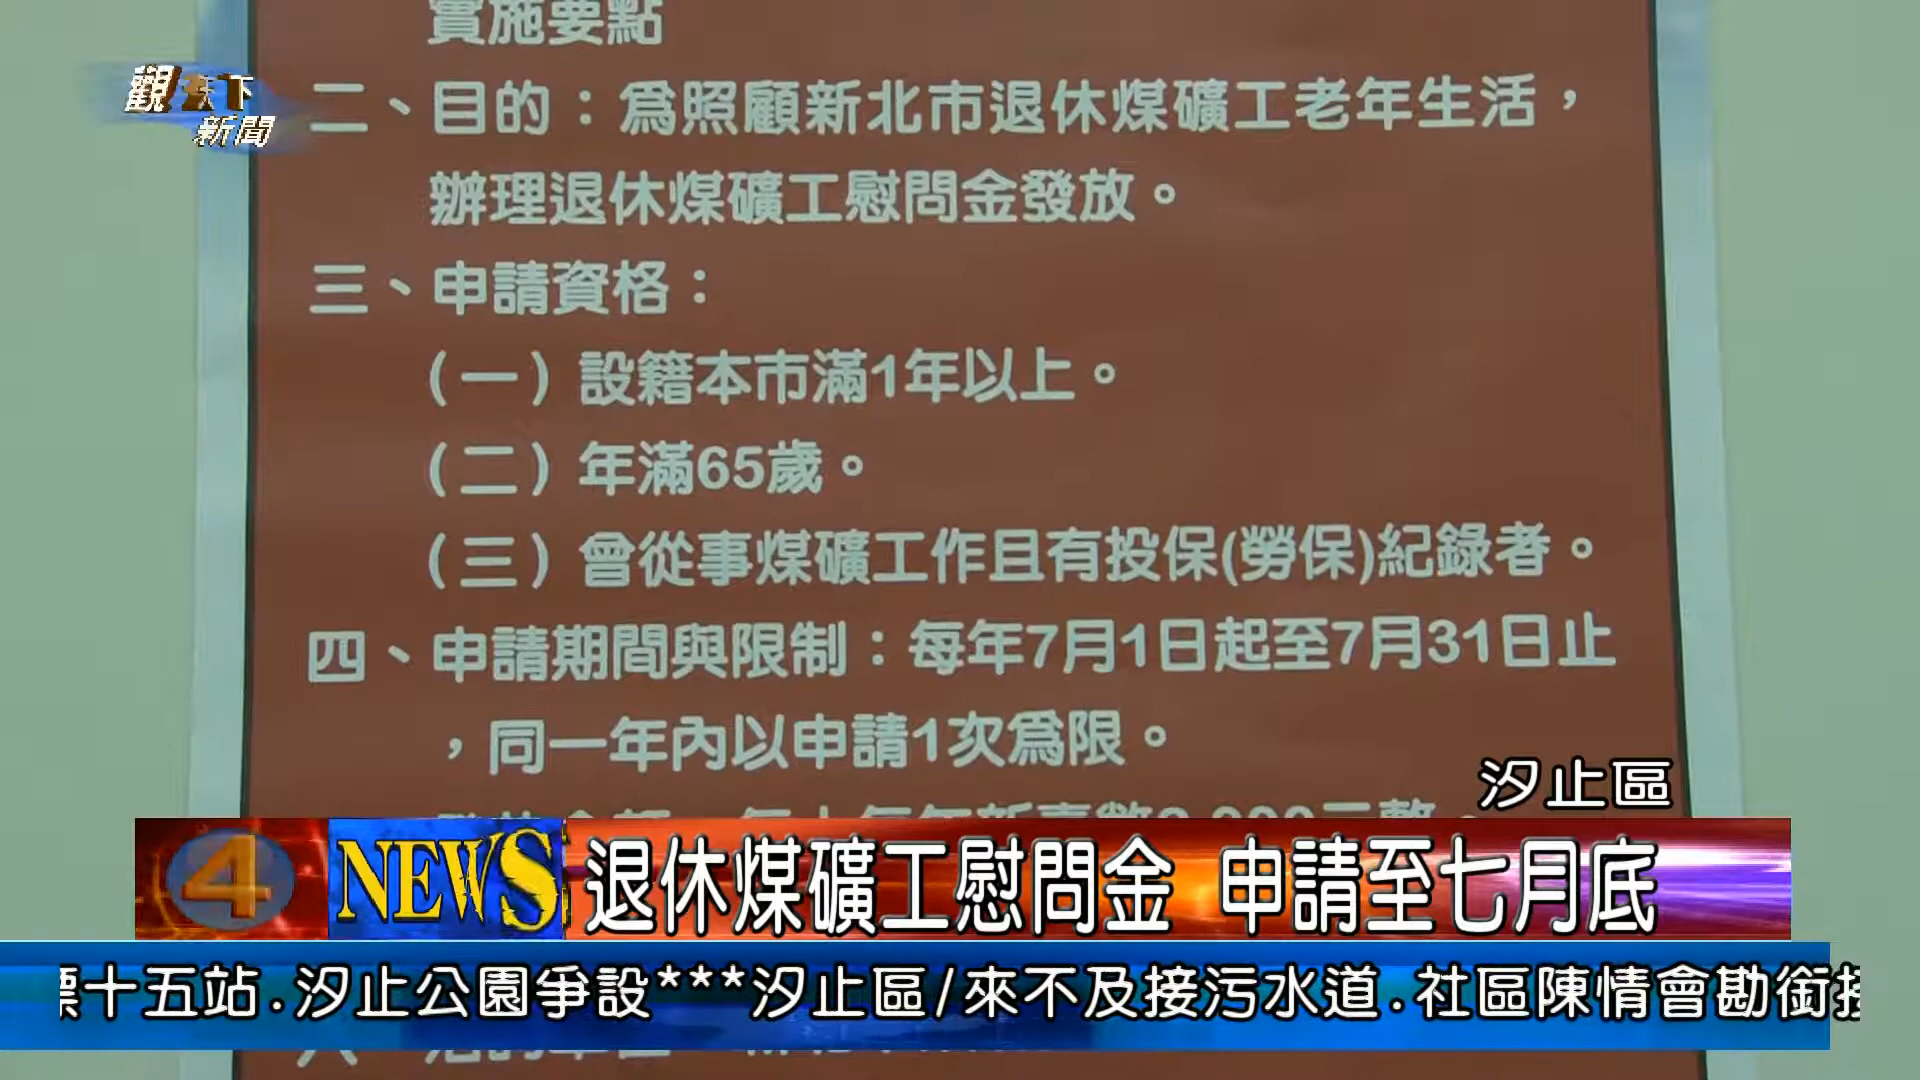 實施要點
觀天下
新聞
二、目的：為照顧新北市退休煤礦工老年生活，
辦理退休煤礦工慰問金發放。
三、申請資格：
（一）設籍本市滿1年以上。
（二）年滿65歲。
（三）曾從事煤礦工作且有投保(勞保)紀錄者。
四、申請期間與限制：每年7月1日起至7月31日止
，同一年內以申請1次為限。
汐止區
4 NEWS 退休煤礦工慰問金 申請至七月底
十五站.汐止公園爭設***汐止區/來不及接污水道.社區陳情會勘銜接